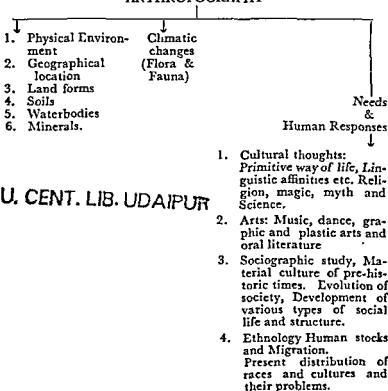 1. Physical Environ-
ment
2. Geographical
location
3. Land forms
4. Soils
5. Waterbodies
6. Minerals.
Climatic
changes
(Flora &
Fauna)
Needs
&
Human Responses
1. Cultural thoughts:
Primitive way of life, Lin-
guistic affinities etc. Reli-
gion, magic, myth and
Science.
2. Arts: Music, dance, gra-
phic and plastic arts and
oral literature
3. Sociographic study, Ma-
terial culture of pre-his-
toric times. Evolution of
society, Development of
various types of social
life and structure.
4. Ethnology Human stocks
and Migration.
Present distribution of
races and cultures and
their problems.
U. CENT. LIB. UDAIPUR